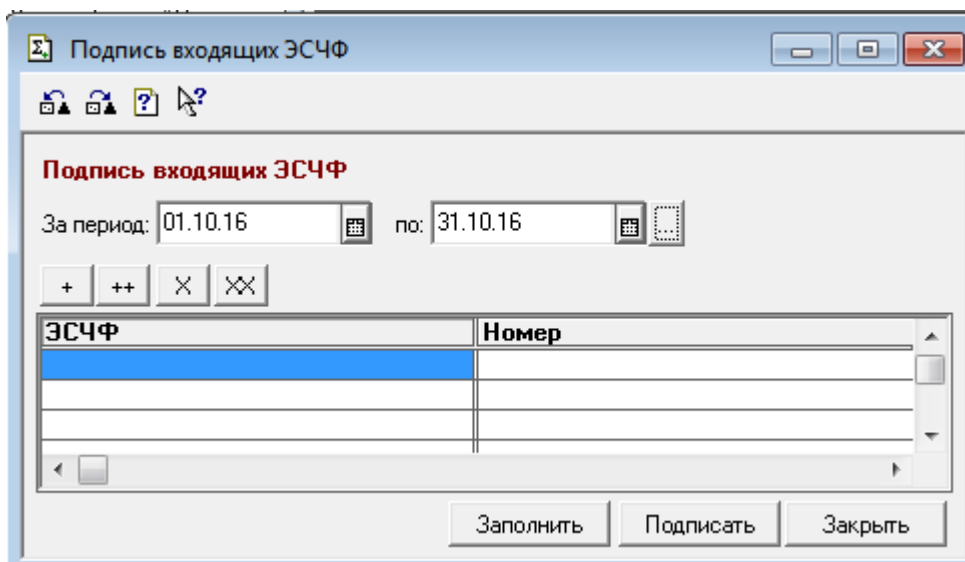 Подпись входящих ЭСЧФ
Подпись входящих ЭСЧФ
За период: 01.10.16 по: 31.10.16 ...
+ ++ X XX
ЭСЧФ Номер
Заполнить Подписать Закрыть